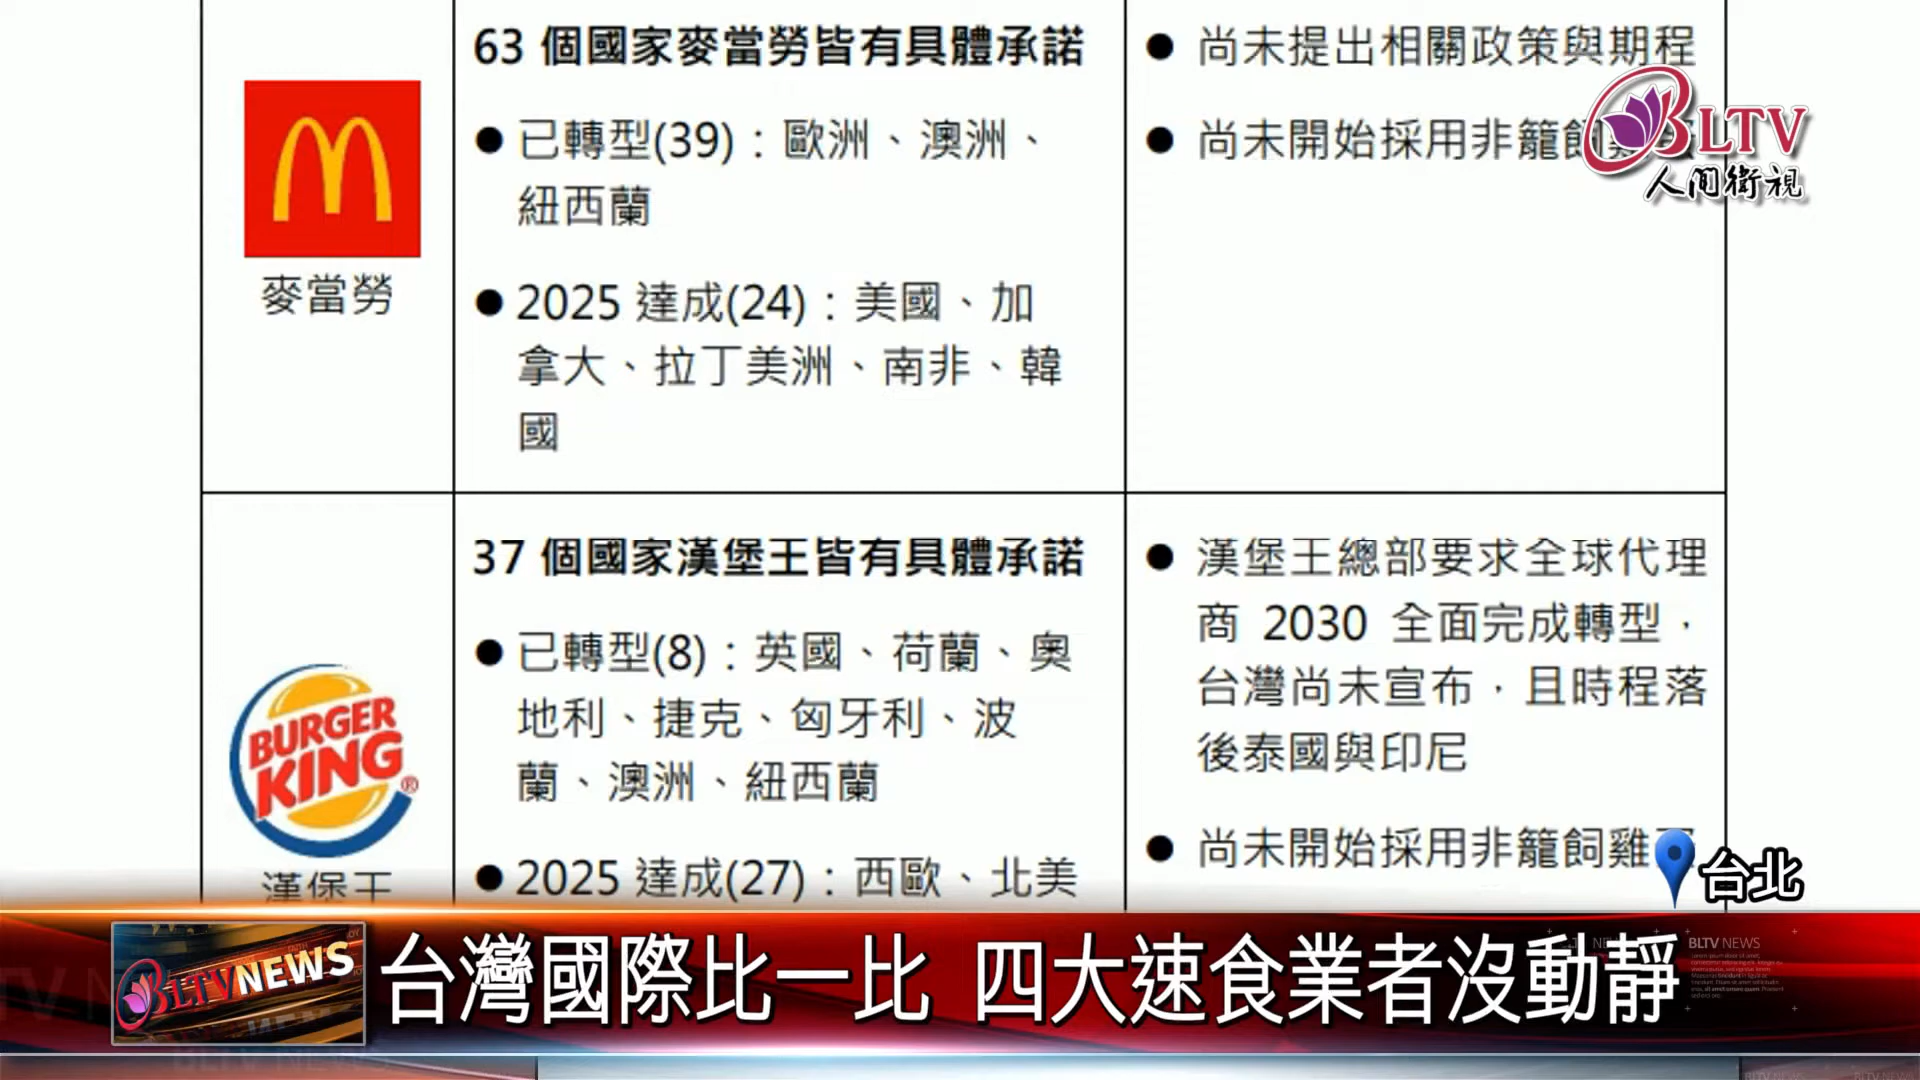 63 個國家麥當勞皆有具體承諾
● 已轉型(39)：歐洲、澳洲、
紐西蘭
● 2025 達成(24)：美國、加
拿大、拉丁美洲、南非、韓
國
麥當勞
● 尚未提出相關政策與期程
● 尚未開始採用非籠飼
BLTV
人間衛視
37 個國家漢堡王皆有具體承諾
● 已轉型(8)：英國、荷蘭、奧
地利、捷克、匈牙利、波
蘭、澳洲、紐西蘭
● 2025 達成(27)：西歐、北美
BURGER
KING®
漢堡王
● 漢堡王總部要求全球代理
商 2030 全面完成轉型，
台灣尚未宣布，且時程落
後泰國與印尼
● 尚未開始採用非籠飼雞
台北
BLTVNEWS
台灣國際比一比 四大速食業者沒動靜
BLTV NEWS